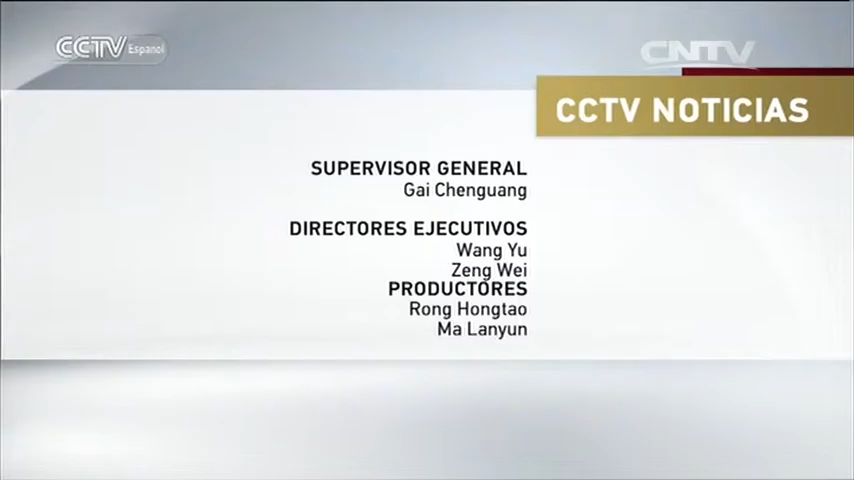 CCTV Español
CNTV
CCTV NOTICIAS
SUPERVISOR GENERAL
Gai Chenguang
DIRECTORES EJECUTIVOS
Wang Yu
Zeng Wei
PRODUCTORES
Rong Hongtao
Ma Lanyun